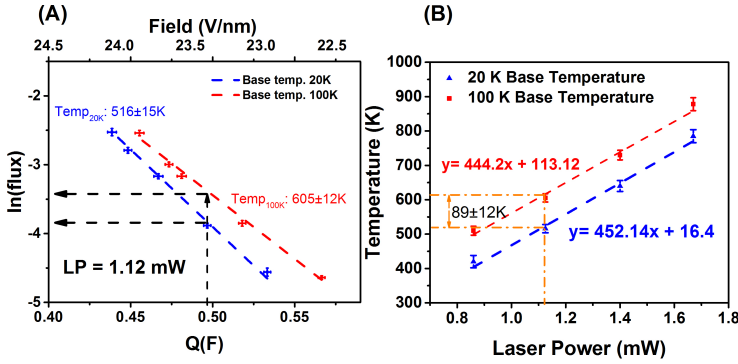 (A)
Field (V/nm)
24.5 24.0 23.5 23.0 22.5
Base temp. 20K
Base temp. 100K
Temp20K: 516±15K
Temp100K: 605±12K
LP = 1.12 mW
ln(flux)
-2
-3
-4
-5
0.40 0.45 0.50 0.55
Q(F)
(B)
20 K Base Temperature
100 K Base Temperature
y= 444.2x + 113.12
89±12K
y= 452.14x + 16.4
Temperature (K)
1000
900
800
700
600
500
400
300
0.8 1.0 1.2 1.4 1.6 1.8
Laser Power (mW)